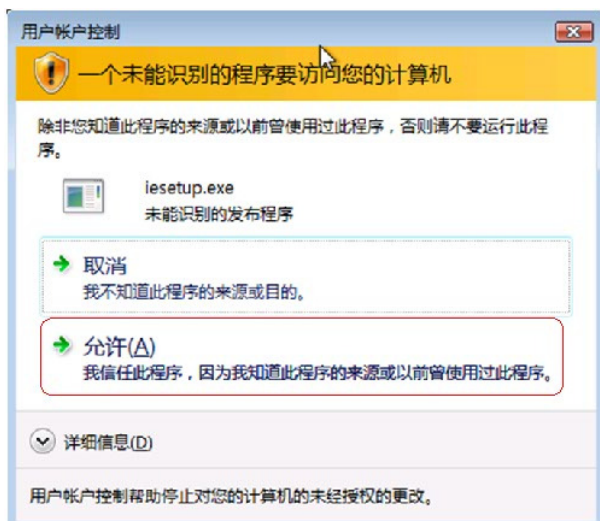 用户帐户控制
一个未能识别的程序要访问您的计算机
除非您知道此程序的来源或以前曾使用过此程序，否则请不要运行此程
序。
iesetup.exe
未能识别的发布程序
取消
我不知道此程序的来源或目的。
允许(A)
我信任此程序，因为我知道此程序的来源或以前曾使用过此程序。
详细信息(D)
用户帐户控制帮助停止对您的计算机的未经授权的更改。